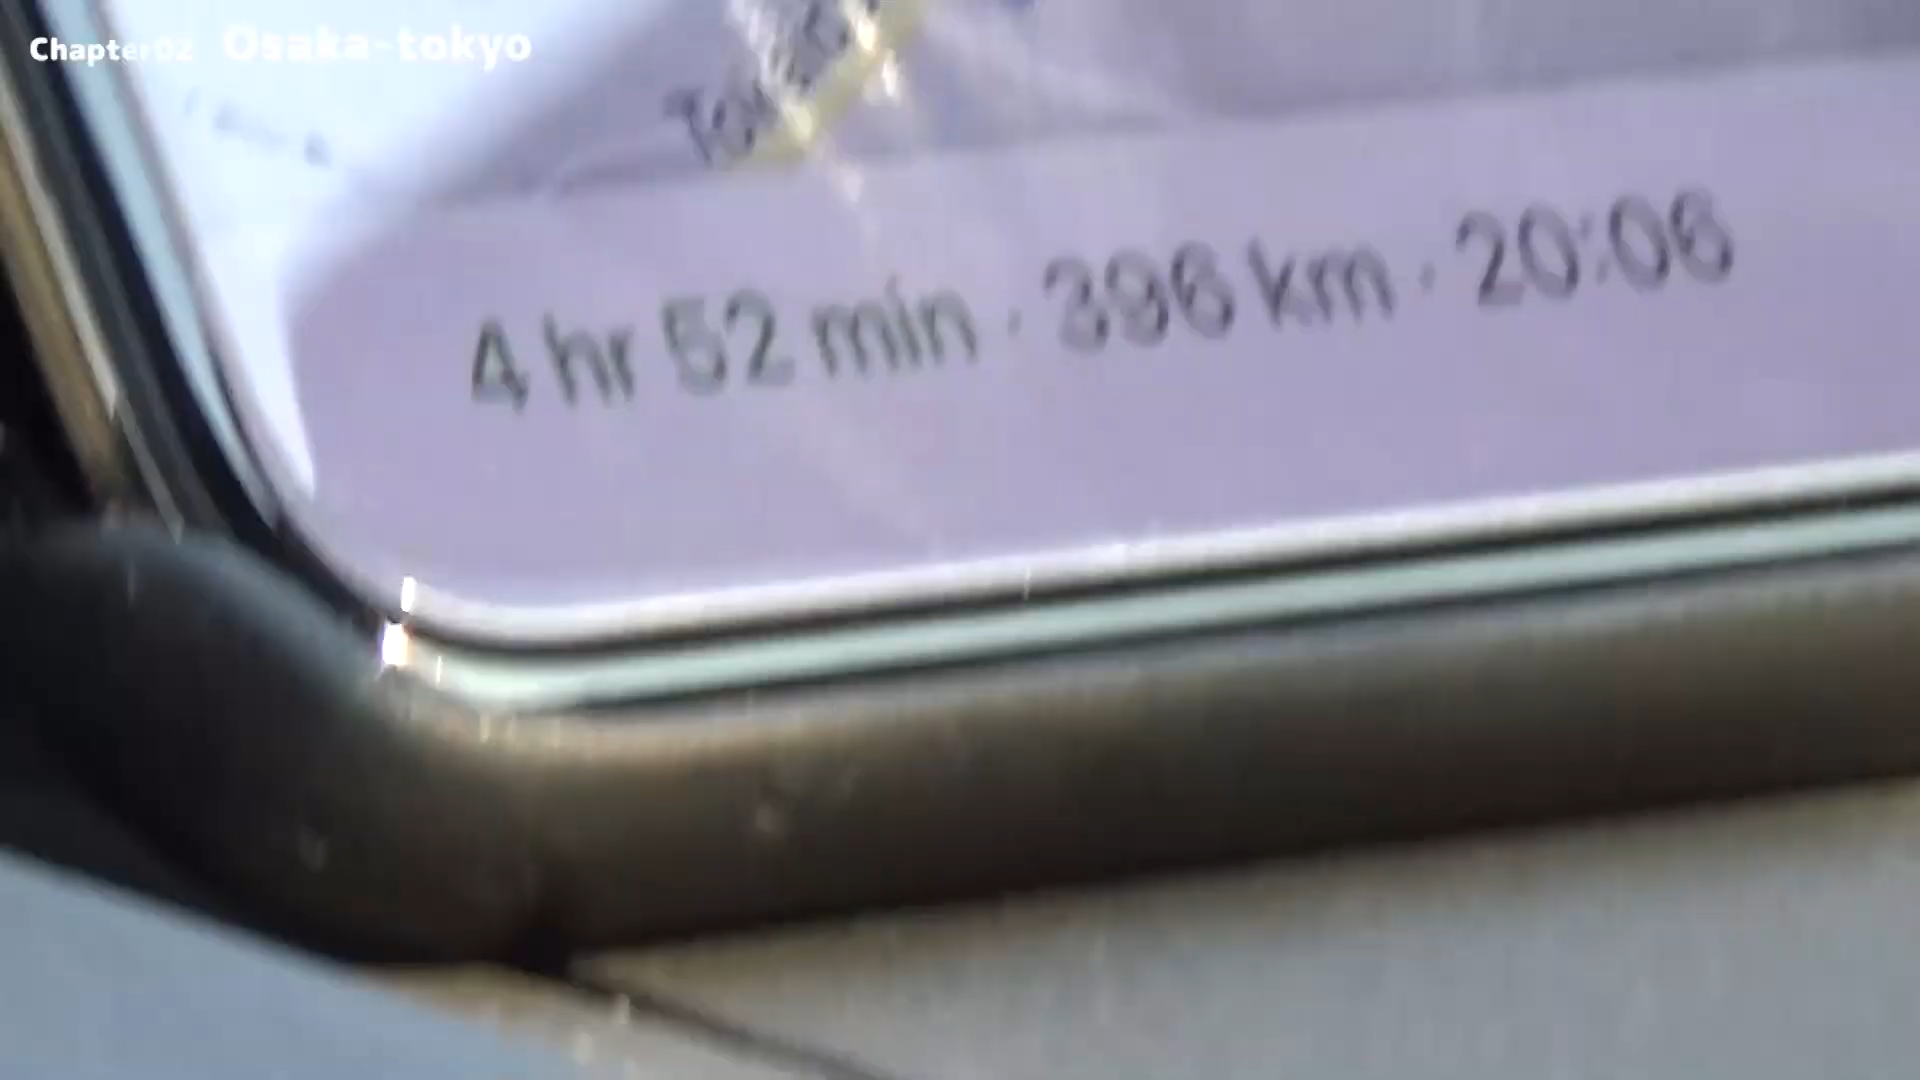 Chapter02 Osaka-tokyo
4 hr 52 min · 396 km · 20:06